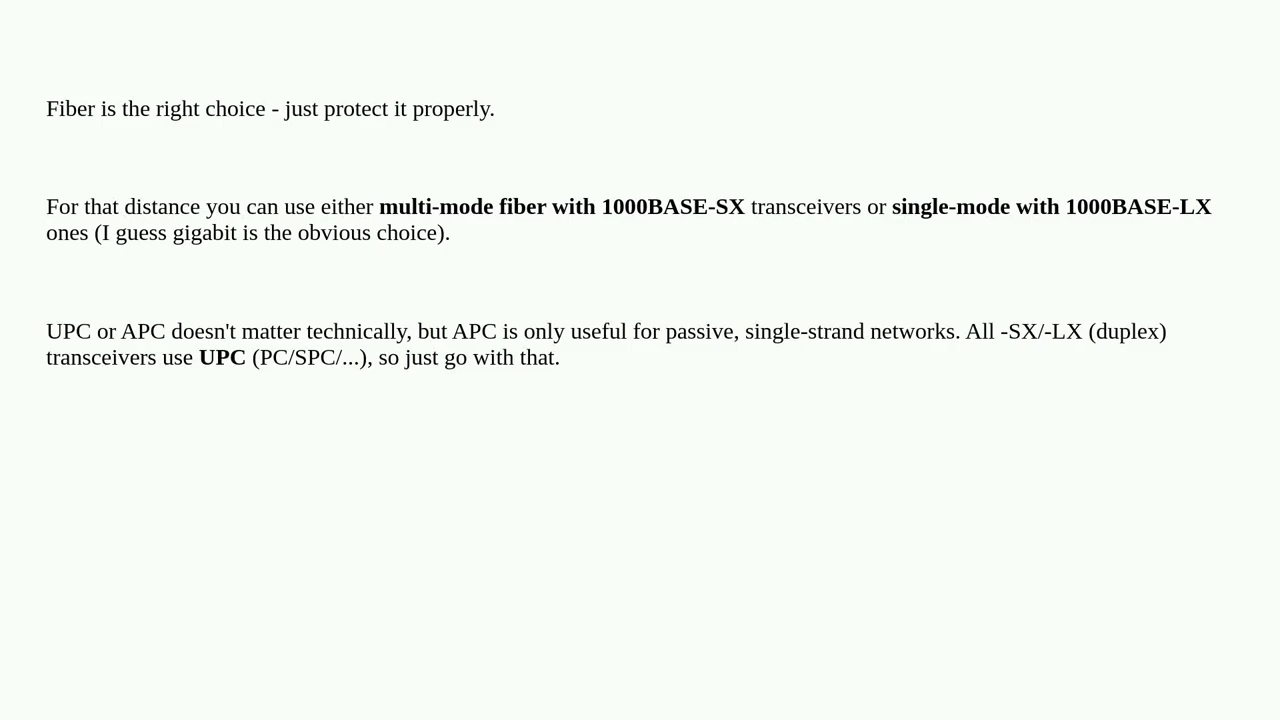 Fiber is the right choice - just protect it properly.
For that distance you can use either multi-mode fiber with 1000BASE-SX transceivers or single-mode with 1000BASE-LX
ones (I guess gigabit is the obvious choice).
UPC or APC doesn't matter technically, but APC is only useful for passive, single-strand networks. All -SX/-LX (duplex)
transceivers use UPC (PC/SPC/...), so just go with that.